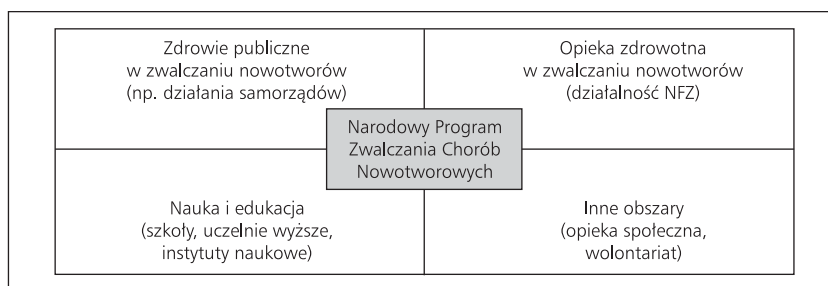 Zdrowie publiczne
w zwalczaniu nowotworów
(np. działania samorządów)
Opieka zdrowotna
w zwalczaniu nowotworów
(działalność NFZ)
Narodowy Program
Zwalczania Chorób
Nowotworowych
Nauka i edukacja
(szkoły, uczelnie wyższe,
instytuty naukowe)
Inne obszary
(opieka społeczna,
wolontariat)